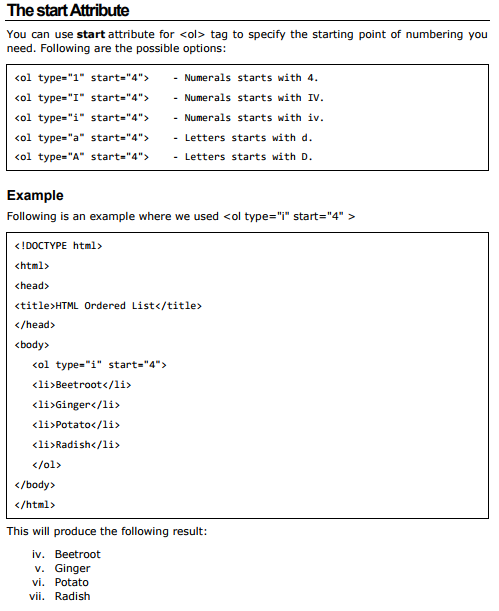 The start Attribute
You can use start attribute for <ol> tag to specify the starting point of numbering you
need. Following are the possible options:
<ol type="1" start="4">    - Numerals starts with 4.
<ol type="I" start="4">    - Numerals starts with IV.
<ol type="i" start="4">    - Numerals starts with iv.
<ol type="a" start="4">    - Letters starts with d.
<ol type="A" start="4">    - Letters starts with D.
Example
Following is an example where we used <ol type="i" start="4" >
<!DOCTYPE html>
<html>
<head>
<title>HTML Ordered List</title>
</head>
<body>
<ol type="i" start="4">
<li>Beetroot</li>
<li>Ginger</li>
<li>Potato</li>
<li>Radish</li>
</ol>
</body>
</html>
This will produce the following result:
iv. Beetroot
v. Ginger
vi. Potato
vii. Radish